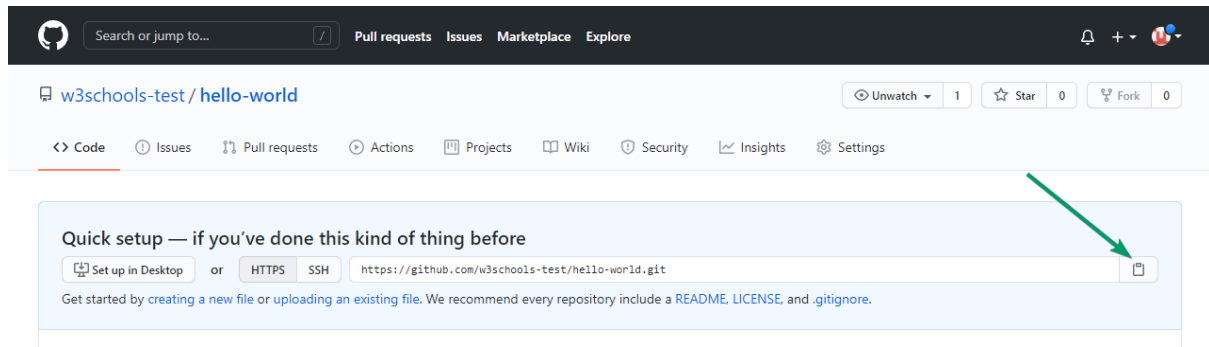 Search or jump to... / Pull requests Issues Marketplace Explore
w3schools-test / hello-world Unwatch 1 Star 0 Fork 0
Code Issues Pull requests Actions Projects Wiki Security Insights Settings
Quick setup — if you've done this kind of thing before
Set up in Desktop or HTTPS SSH https://github.com/w3schools-test/hello-world.git
Get started by creating a new file or uploading an existing file. We recommend every repository include a README, LICENSE, and .gitignore.